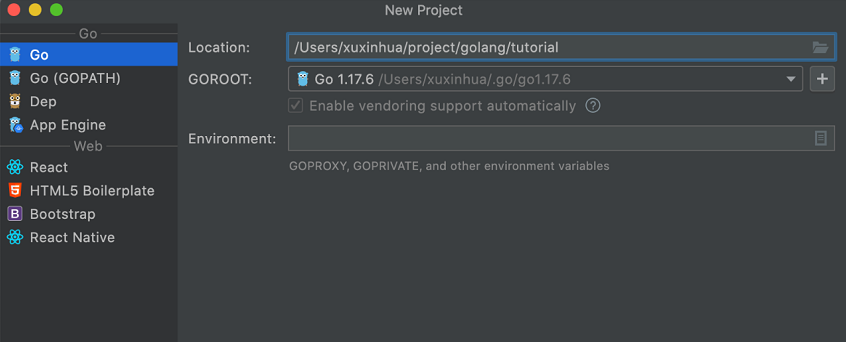 New Project
Go
Go
Go (GOPATH)
Dep
App Engine
Web
React
HTML5 Boilerplate
Bootstrap
React Native
Location: /Users/xuxinhua/project/golang/tutorial
GOROOT: Go 1.17.6 /Users/xuxinhua/.go/go1.17.6
Enable vendoring support automatically ?
Environment:
GOPROXY, GOPRIVATE, and other environment variables